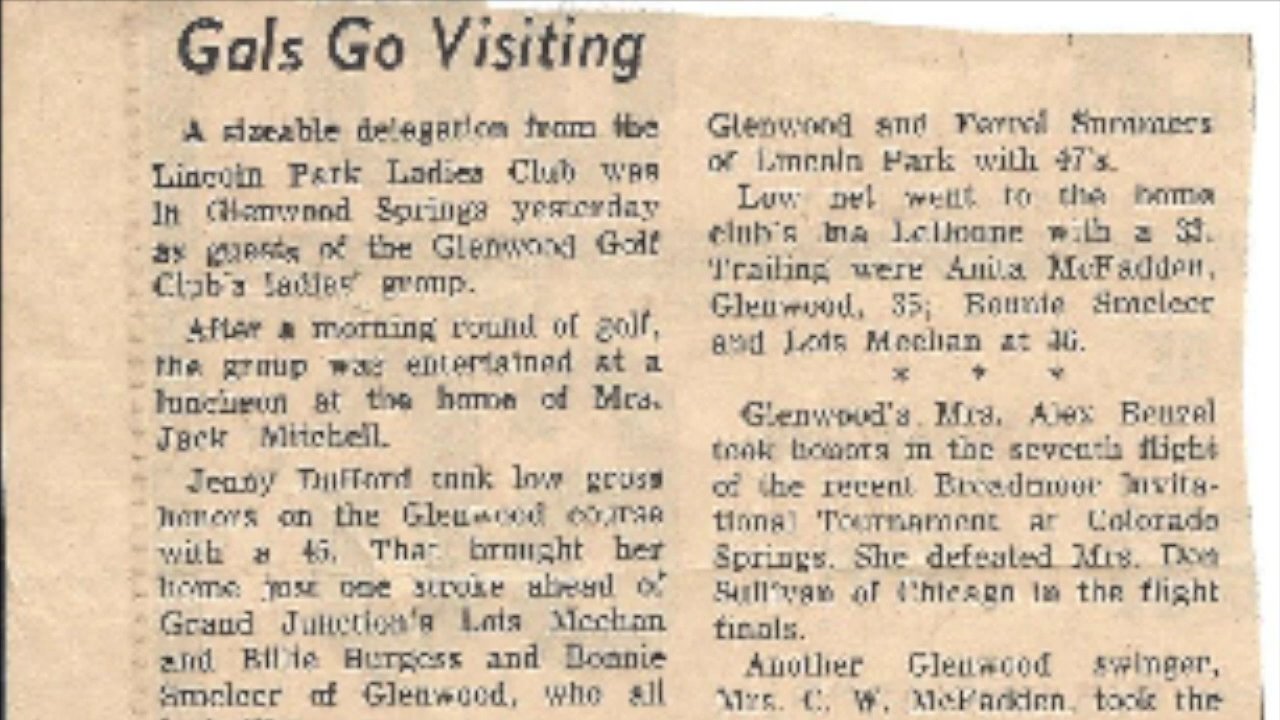 Gals Go Visiting
A sizeable delegation from the
Lincoln Park Ladies Club was
in Glenwood Springs yesterday
as guests of the Glenwood Golf
Club's ladies' group.
After a morning round of golf,
the group was entertained at a
luncheon at the home of Mrs.
Jack Mitchell.
Jenny Dufford took low gross
honors on the Glenwood course
with a 46. That brought her
home just one stroke ahead of
Grand Junction's Lois Meehan
and Billie Burgess and Bonnie
Smeleer of Glenwood, who all
Glenwood and Summers
of Lincoln Park with 47's.
Low net went to the home
club's Ina with a 33.
Trailing were Anita McFadden,
Glenwood, 35; Bonnie Smeleer
and Lois Meehan at 36.
* * *
Glenwood's Mrs. Alex Benzel
took honors in the seventh flight
of the recent Broadmoor Invita-
tional Tournament at Colorado
Springs. She defeated Mrs. Don
Sullivan of Chicago in the flight
finals.
Another Glenwood swinger,
Mrs. C. W. McFadden, took the